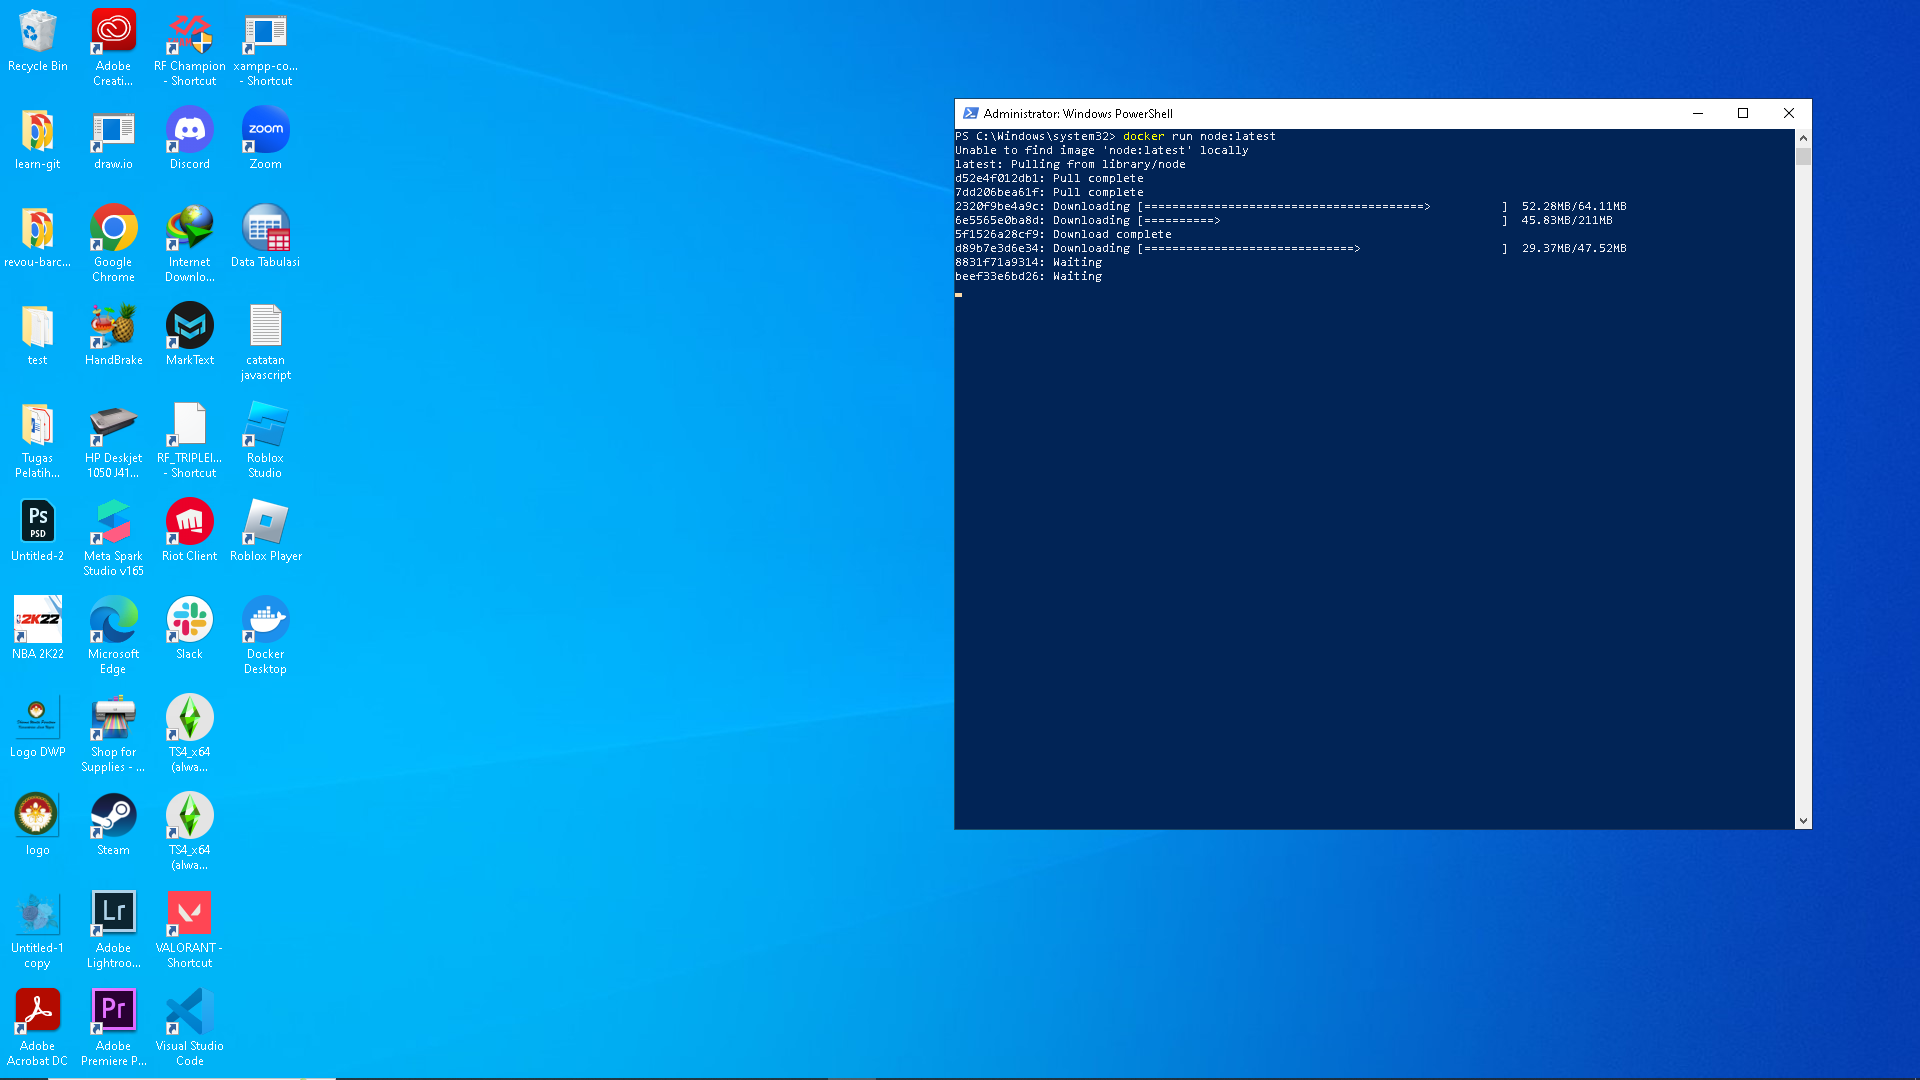 Recycle Bin
Adobe
Creati...
RF Champion
- Shortcut
xampp-co...
- Shortcut
learn-git
draw.io
Discord
zoom
Zoom
revou-barc...
Google
Chrome
Internet
Downlo...
Data Tabulasi
test
HandBrake
MarkText
catatan
javascript
Tugas
Pelatih...
HP Deskjet
1050 J41...
RF_TRIPLEI...
- Shortcut
Roblox
Studio
Ps
PSD
Untitled-2
Meta Spark
Studio v165
Riot Client
Roblox Player
2K22
NBA 2K22
Microsoft
Edge
Slack
Docker
Desktop
Logo DWP
Shop for
Supplies - ...
TS4_x64
(alwa...
logo
Steam
TS4_x64
(alwa...
Untitled-1
copy
Lr
Adobe
Lightroo...
VALORANT -
Shortcut
Adobe
Acrobat DC
Pr
Adobe
Premiere P...
Visual Studio
Code
Administrator: Windows PowerShell
PS C:\Windows\system32> docker run node:latest
Unable to find image 'node:latest' locally
latest: Pulling from library/node
d52e4f012db1: Pull complete
7dd206bea61f: Pull complete
2320f9be4a9c: Downloading [========================================>          ]  52.28MB/64.11MB
6e5565e0ba8d: Downloading [==========>                                        ]  45.83MB/211MB
5f1526a28cf9: Download complete
d89b7e3d6e34: Downloading [==============================>                    ]  29.37MB/47.52MB
8831f71a9314: Waiting
beef33e6bd26: Waiting